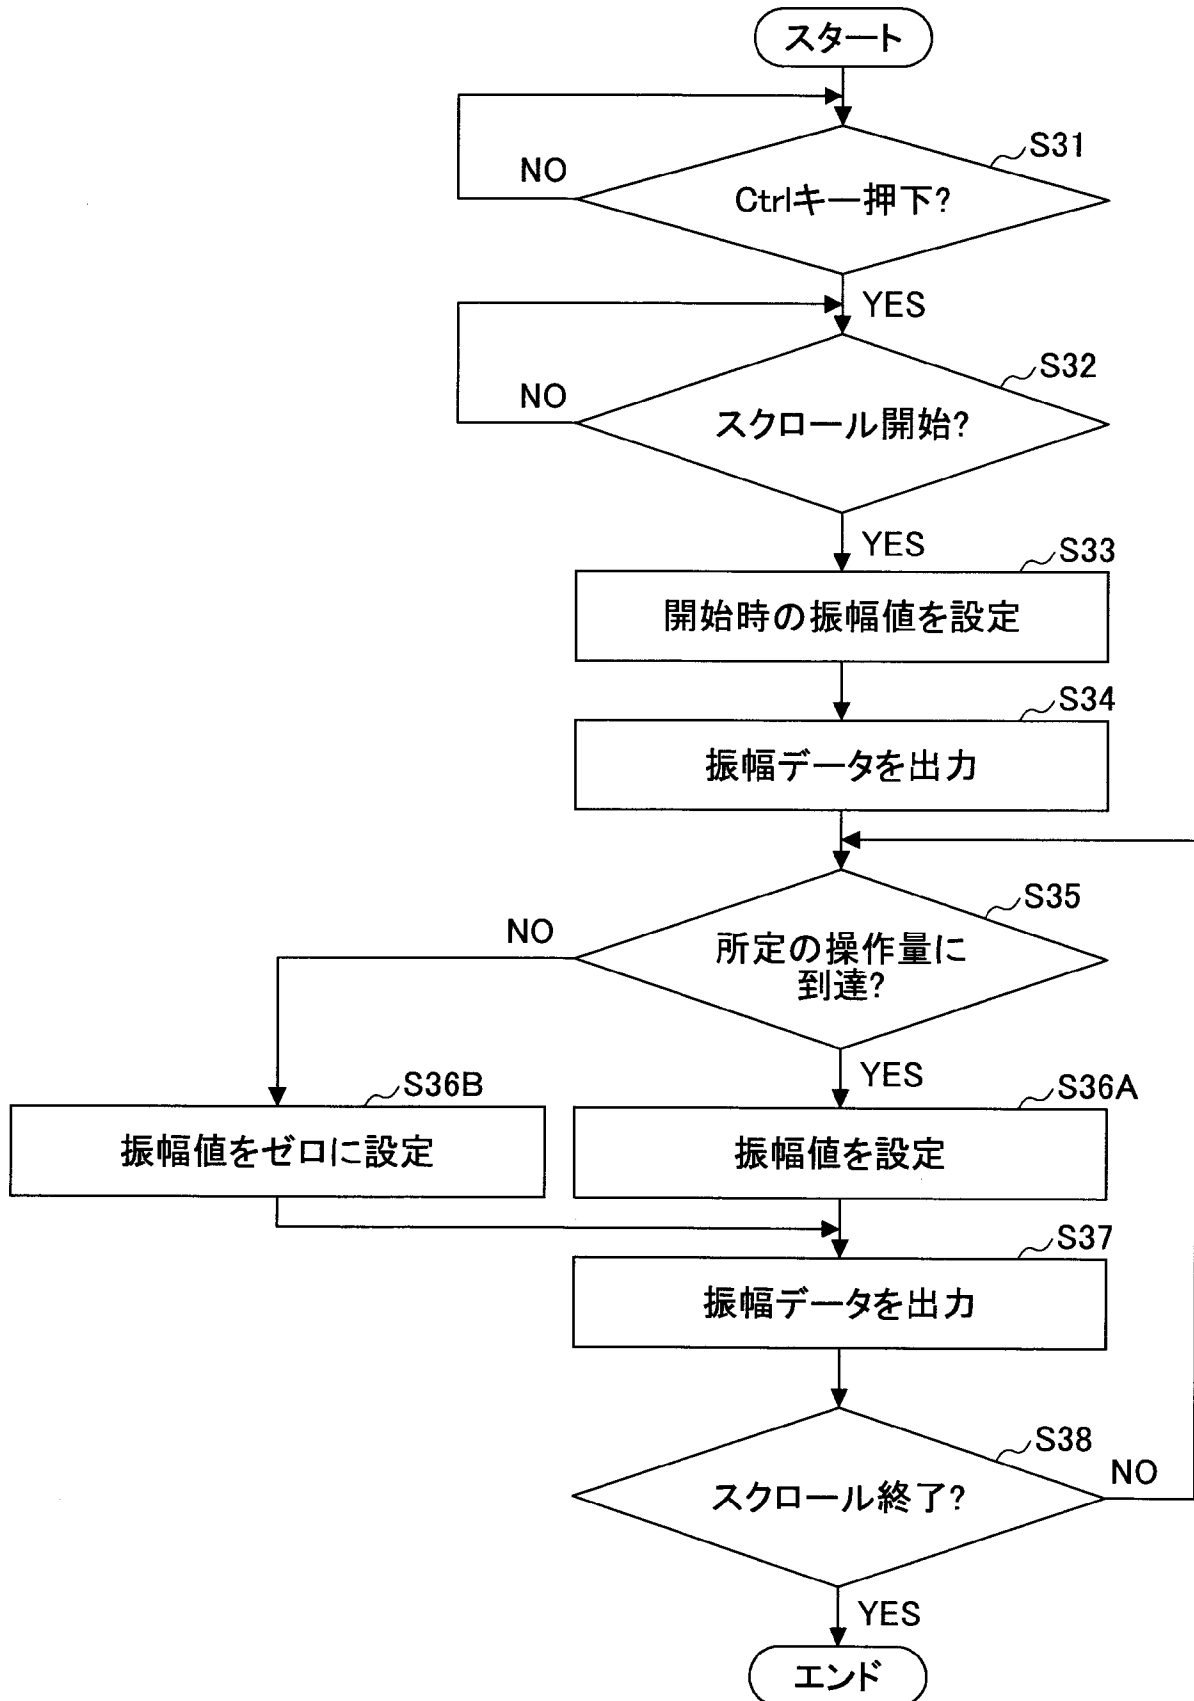 スタート
S31
NO
Ctrlキー押下?
YES
S32
NO
スクロール開始?
YES
S33
開始時の振幅値を設定
S34
振幅データを出力
S35
NO
所定の操作量に
到達?
YES
S36B
S36A
振幅値をゼロに設定
振幅値を設定
S37
振幅データを出力
S38
NO
スクロール終了?
YES
エンド